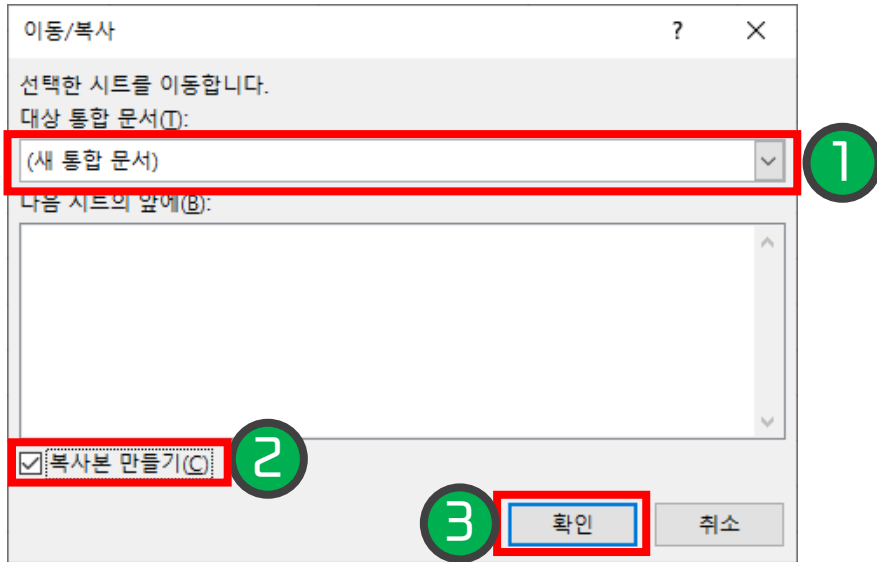 이동/복사 ? ×
선택한 시트를 이동합니다.
대상 통합 문서(T):
(새 통합 문서)
1
다음 시트의 앞에(B):
복사본 만들기(C)
2
3
확인 취소